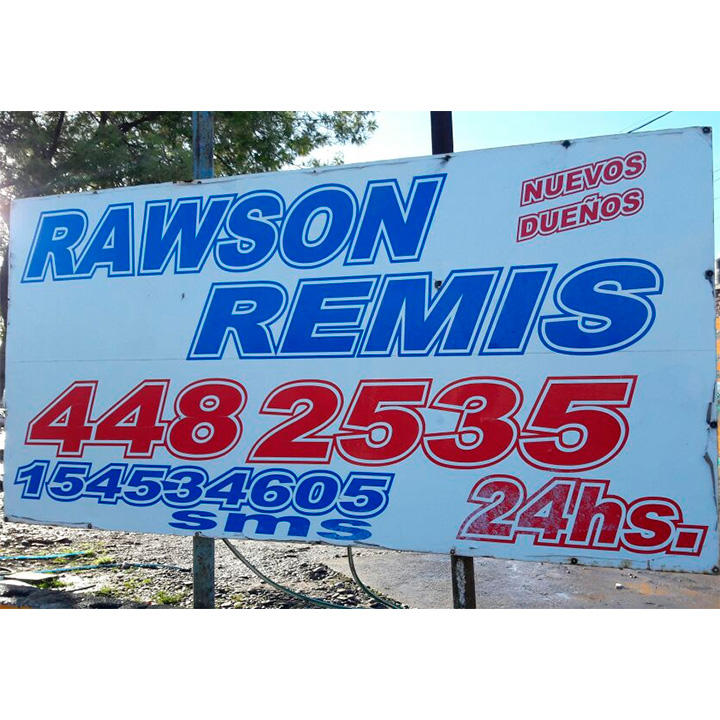 RAWSON
NUEVOS
DUEÑOS
REMIS
448 2535
154534605
sms
24hs.